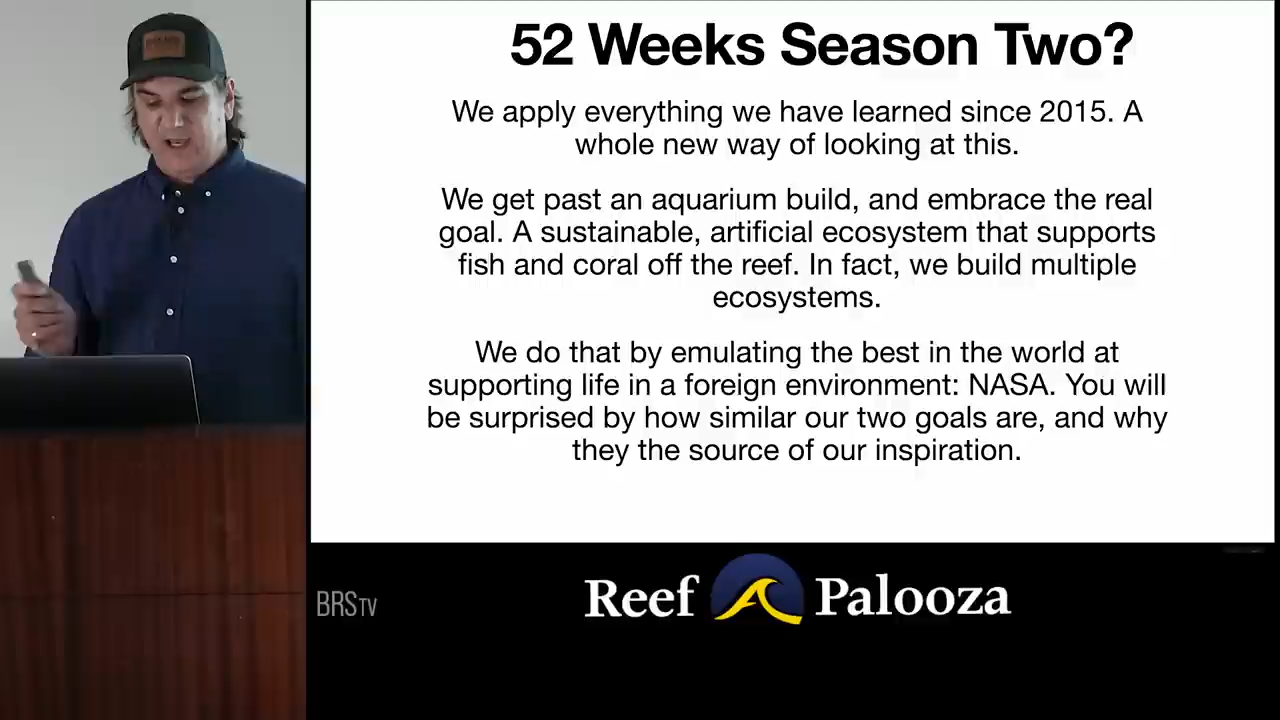 52 Weeks Season Two?
We apply everything we have learned since 2015. A
whole new way of looking at this.
We get past an aquarium build, and embrace the real
goal. A sustainable, artificial ecosystem that supports
fish and coral off the reef. In fact, we build multiple
ecosystems.
We do that by emulating the best in the world at
supporting life in a foreign environment: NASA. You will
be surprised by how similar our two goals are, and why
they the source of our inspiration.
BRSTV
Reef Palooza